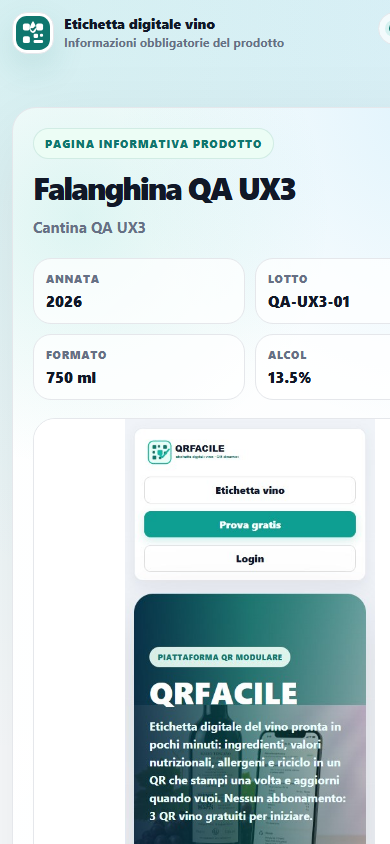 Etichetta digitale vino
Informazioni obbligatorie del prodotto
PAGINA INFORMATIVA PRODOTTO
Falanghina QA UX3
Cantina QA UX3
ANNATA
2026
LOTTO
QA-UX3-01
FORMATO
750 ml
ALCOL
13.5%
QRFACILE
Etichetta vino
Prova gratis
Login
PIATTAFORMA QR MODULARE
QRFACILE
Etichetta digitale del vino pronta in
pochi minuti: ingredienti, valori
nutrizionali, allergeni e riciclo in un
QR che stampi una volta e aggiorni
quando vuoi. Nessun abbonamento:
3 QR vino gratuiti per iniziare.